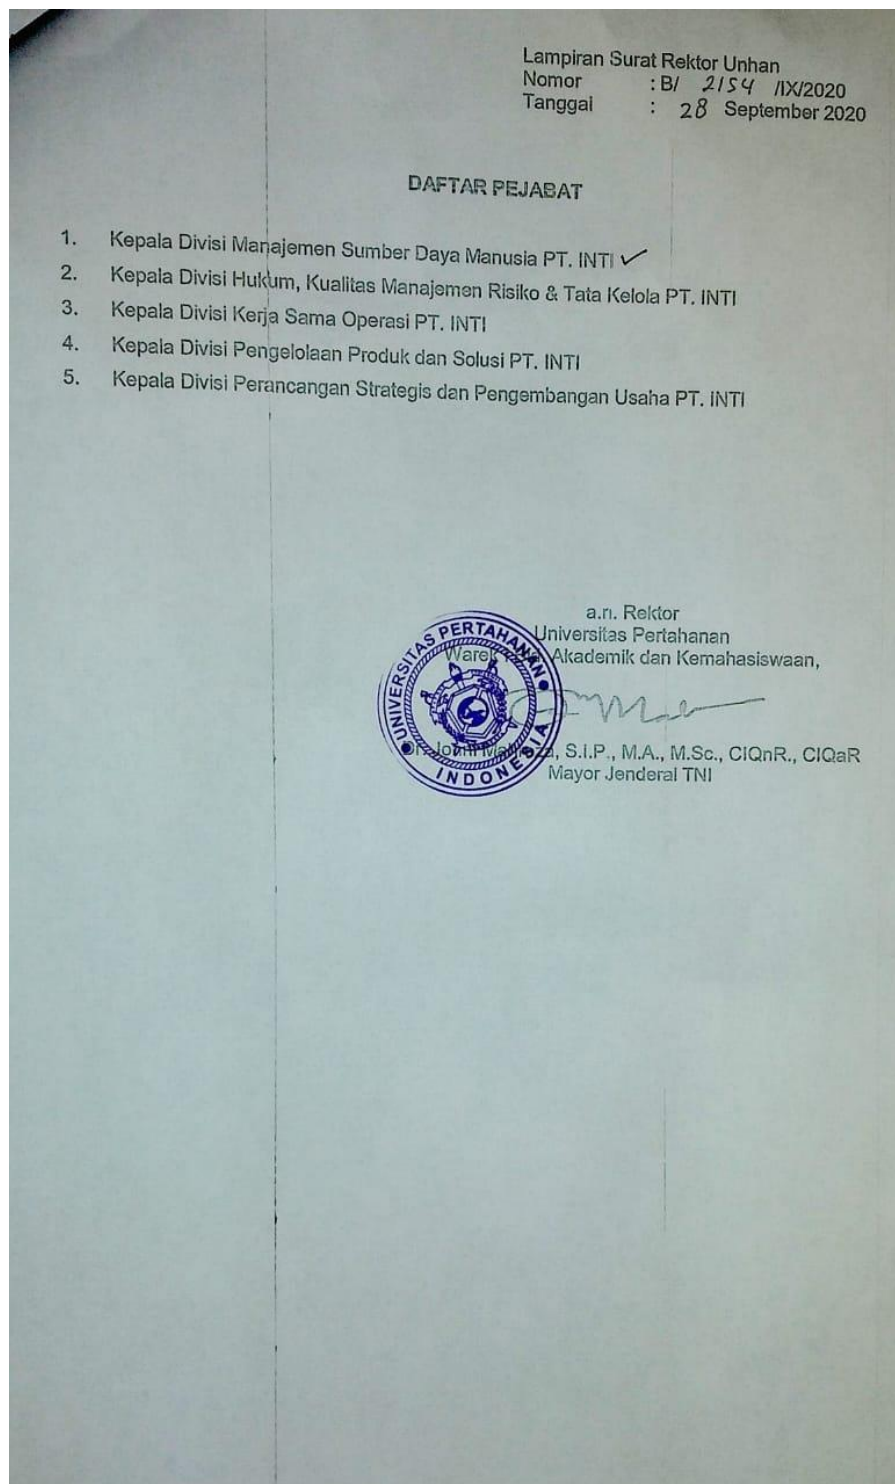 Lampiran Surat Rektor Unhan
Nomor : B/ 2154 /IX/2020
Tanggal : 28 September 2020
DAFTAR PEJABAT
1. Kepala Divisi Manajemen Sumber Daya Manusia PT. INTI ✓
2. Kepala Divisi Hukum, Kualitas Manajemen Risiko & Tata Kelola PT. INTI
3. Kepala Divisi Kerja Sama Operasi PT. INTI
4. Kepala Divisi Pengelolaan Produk dan Solusi PT. INTI
5. Kepala Divisi Perancangan Strategis dan Pengembangan Usaha PT. INTI
a.n. Rektor
Universitas Pertahanan
Akademik dan Kemahasiswaan,
UNIVERSITAS PERTAHANAN
INDONESIA
Dr. S.I.P., M.A., M.Sc., CIQnR., CIQaR
Mayor Jenderal TNI